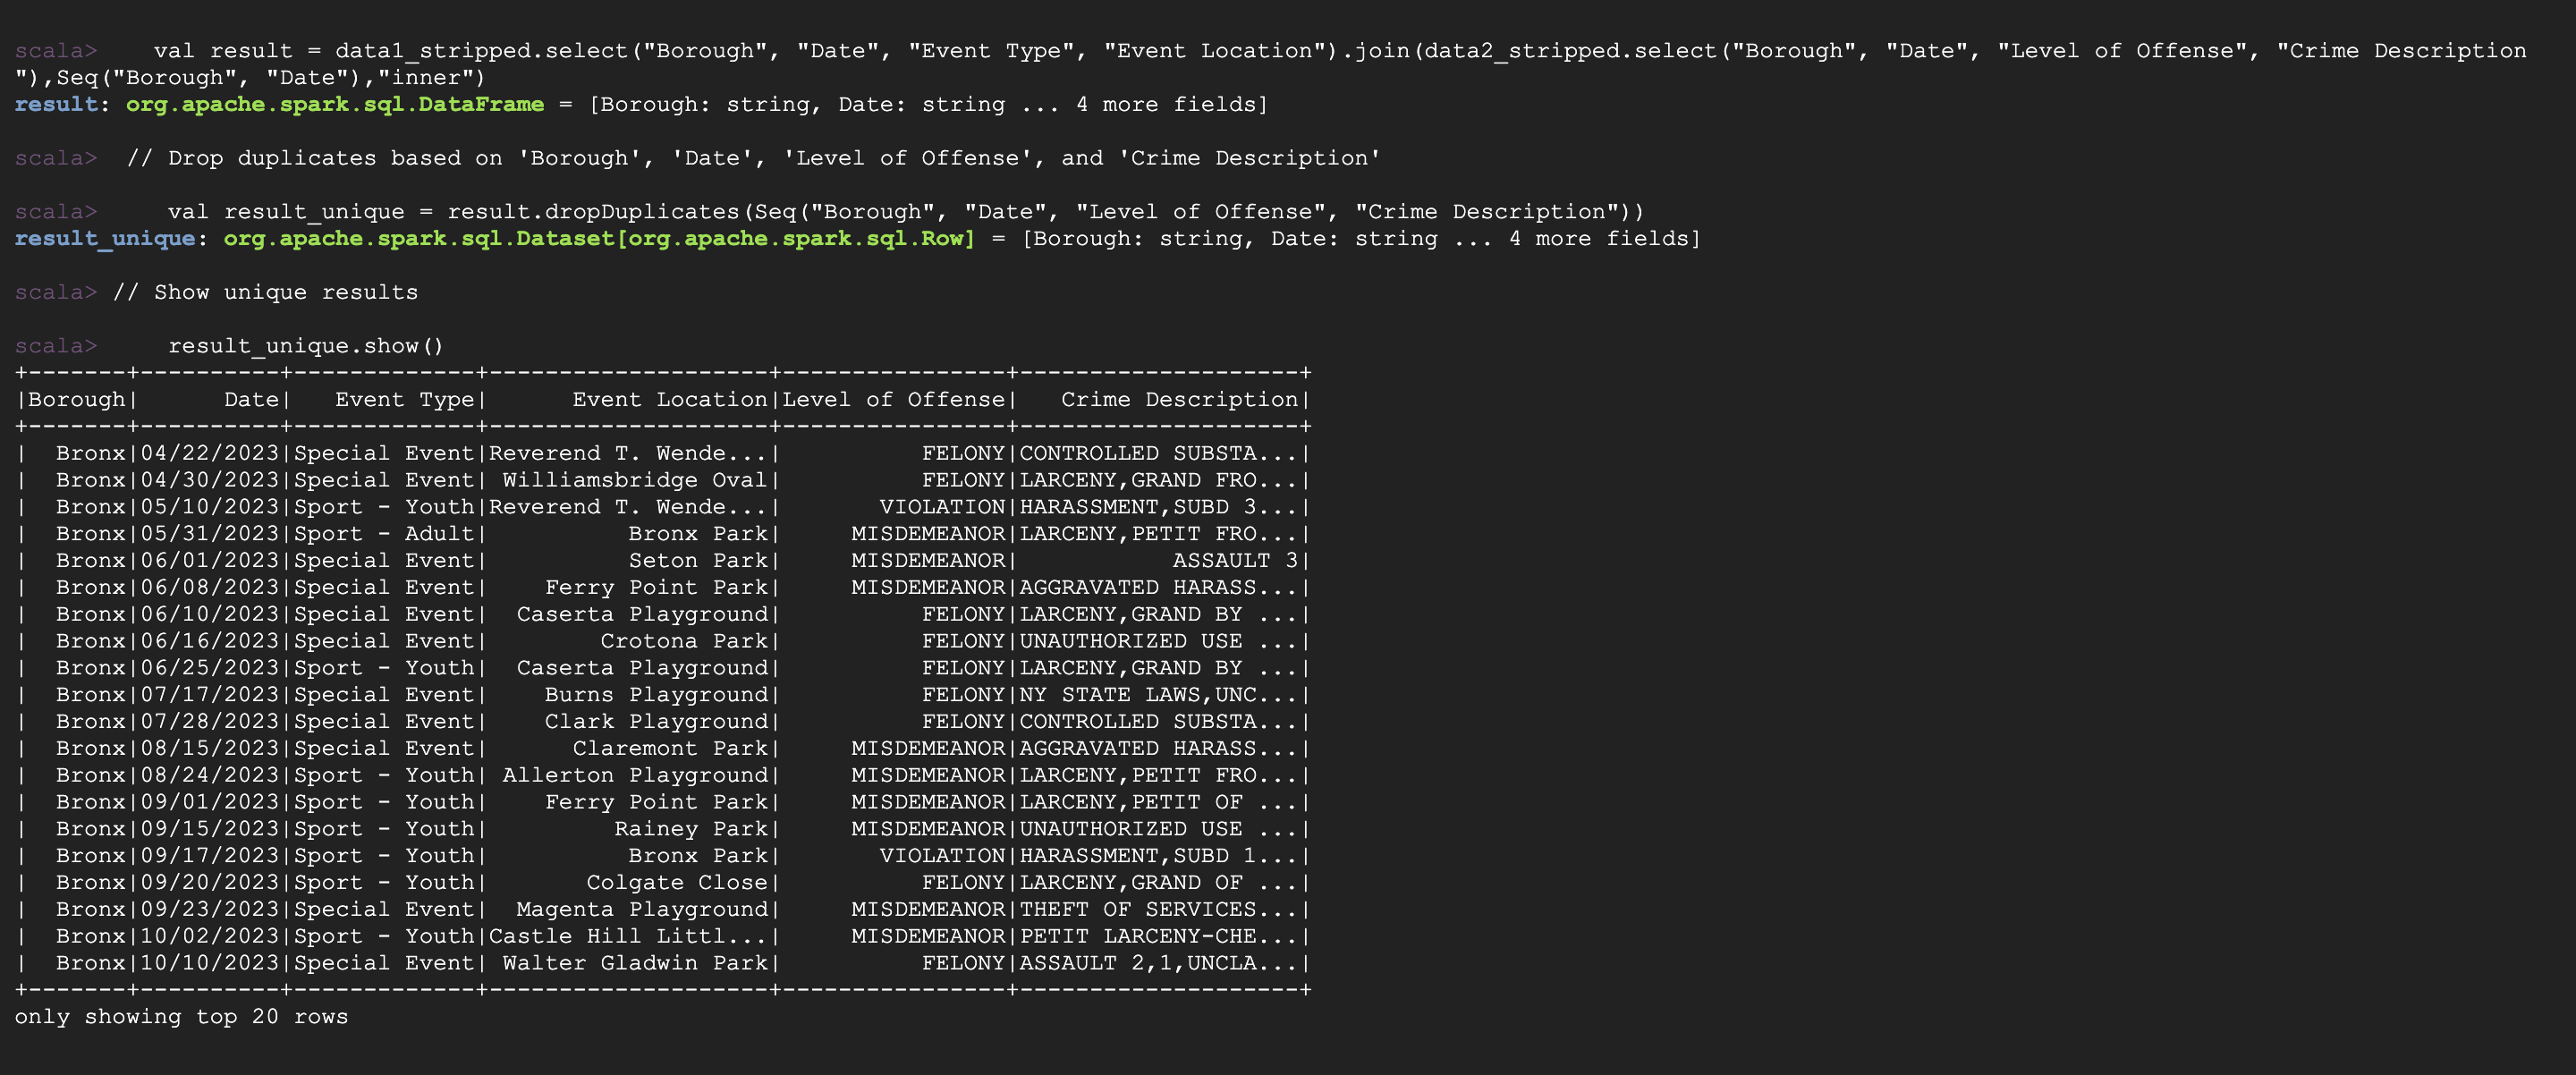 scala>    val result = data1_stripped.select("Borough", "Date", "Event Type", "Event Location").join(data2_stripped.select("Borough", "Date", "Level of Offense", "Crime Description
"),Seq("Borough", "Date"),"inner")
result: org.apache.spark.sql.DataFrame = [Borough: string, Date: string ... 4 more fields]
scala>  // Drop duplicates based on 'Borough', 'Date', 'Level of Offense', and 'Crime Description'
scala>     val result_unique = result.dropDuplicates(Seq("Borough", "Date", "Level of Offense", "Crime Description"))
result_unique: org.apache.spark.sql.Dataset[org.apache.spark.sql.Row] = [Borough: string, Date: string ... 4 more fields]
scala> // Show unique results
scala>     result_unique.show()
+-------+----------+-------------+--------------------+----------------+--------------------+
|Borough|      Date|   Event Type|      Event Location|Level of Offense|   Crime Description|
+-------+----------+-------------+--------------------+----------------+--------------------+
|  Bronx|04/22/2023|Special Event|Reverend T. Wende...|          FELONY|CONTROLLED SUBSTA...|
|  Bronx|04/30/2023|Special Event| Williamsbridge Oval|          FELONY|LARCENY,GRAND FRO...|
|  Bronx|05/10/2023|Sport - Youth|Reverend T. Wende...|       VIOLATION|HARASSMENT,SUBD 3...|
|  Bronx|05/31/2023|Sport - Adult|          Bronx Park|     MISDEMEANOR|LARCENY,PETIT FRO...|
|  Bronx|06/01/2023|Special Event|          Seton Park|     MISDEMEANOR|           ASSAULT 3|
|  Bronx|06/08/2023|Special Event|    Ferry Point Park|     MISDEMEANOR|AGGRAVATED HARASS...|
|  Bronx|06/10/2023|Special Event|  Caserta Playground|          FELONY|LARCENY,GRAND BY ...|
|  Bronx|06/16/2023|Special Event|        Crotona Park|          FELONY|UNAUTHORIZED USE ...|
|  Bronx|06/25/2023|Sport - Youth|  Caserta Playground|          FELONY|LARCENY,GRAND BY ...|
|  Bronx|07/17/2023|Special Event|    Burns Playground|          FELONY|NY STATE LAWS,UNC...|
|  Bronx|07/28/2023|Special Event|    Clark Playground|          FELONY|CONTROLLED SUBSTA...|
|  Bronx|08/15/2023|Special Event|      Claremont Park|     MISDEMEANOR|AGGRAVATED HARASS...|
|  Bronx|08/24/2023|Sport - Youth| Allerton Playground|     MISDEMEANOR|LARCENY,PETIT FRO...|
|  Bronx|09/01/2023|Sport - Youth|    Ferry Point Park|     MISDEMEANOR|LARCENY,PETIT OF ...|
|  Bronx|09/15/2023|Sport - Youth|         Rainey Park|     MISDEMEANOR|UNAUTHORIZED USE ...|
|  Bronx|09/17/2023|Sport - Youth|          Bronx Park|       VIOLATION|HARASSMENT,SUBD 1...|
|  Bronx|09/20/2023|Sport - Youth|       Colgate Close|          FELONY|LARCENY,GRAND OF ...|
|  Bronx|09/23/2023|Special Event|  Magenta Playground|     MISDEMEANOR|THEFT OF SERVICES...|
|  Bronx|10/02/2023|Sport - Youth|Castle Hill Littl...|     MISDEMEANOR|PETIT LARCENY-CHE...|
|  Bronx|10/10/2023|Special Event| Walter Gladwin Park|          FELONY|ASSAULT 2,1,UNCLA...|
+-------+----------+-------------+--------------------+----------------+--------------------+
only showing top 20 rows